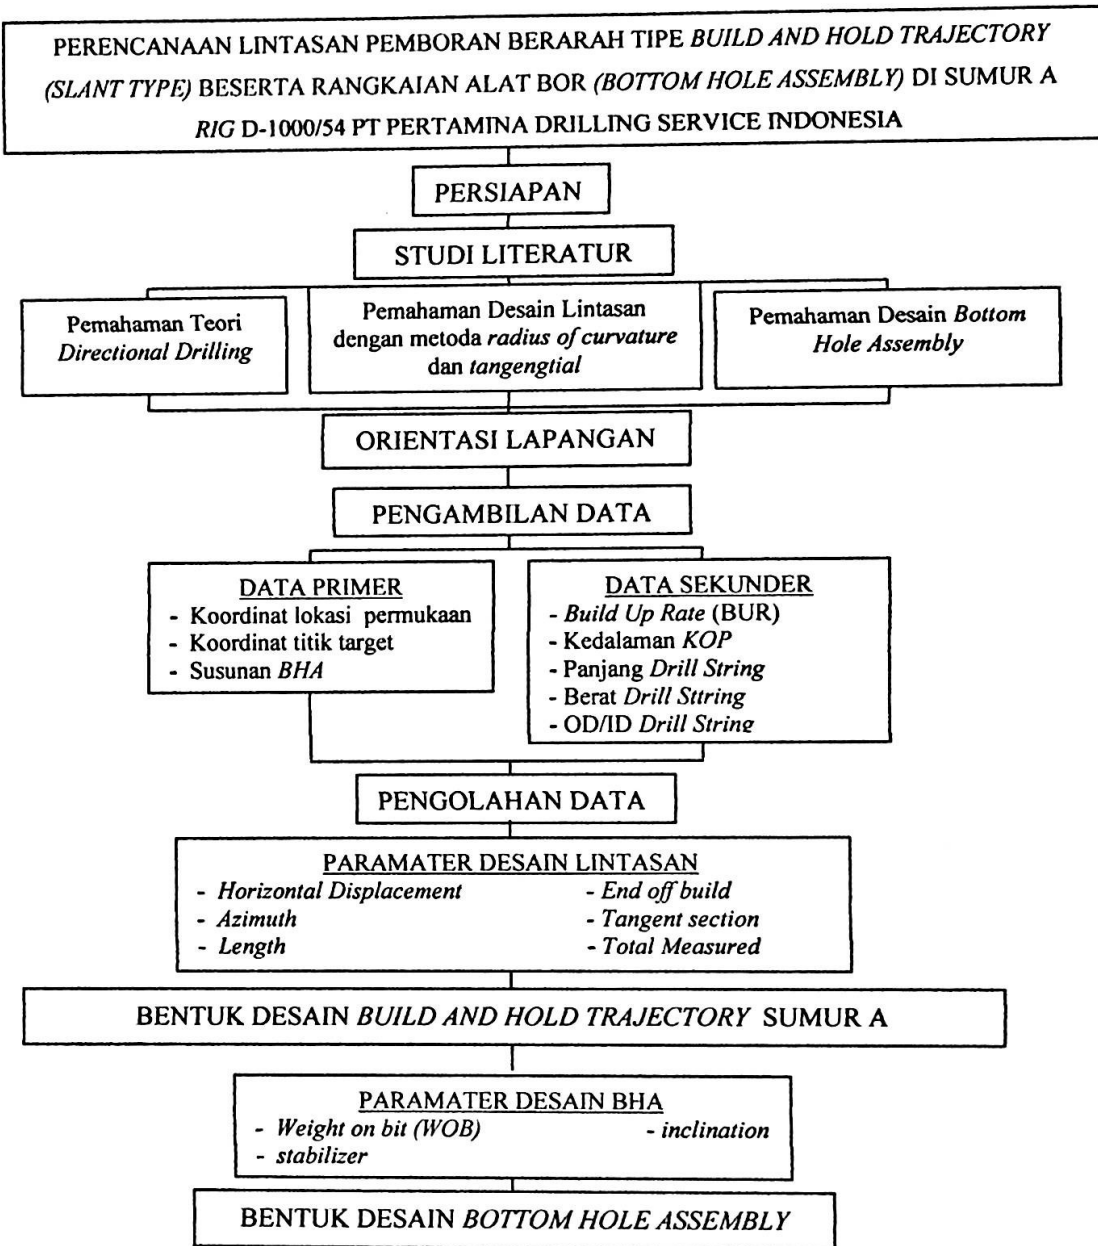 PERENCANAAN LINTASAN PEMBORAN BERARAH TIPE BUILD AND HOLD TRAJECTORY
(SLANT TYPE) BESERTA RANGKAIAN ALAT BOR (BOTTOM HOLE ASSEMBLY) DI SUMUR A
RIG D-1000/54 PT PERTAMINA DRILLING SERVICE INDONESIA
PERSIAPAN
STUDI LITERATUR
Pemahaman Teori
Directional Drilling
Pemahaman Desain Lintasan
dengan metoda radius of curvature
dan tangengtial
Pemahaman Desain Bottom
Hole Assembly
ORIENTASI LAPANGAN
PENGAMBILAN DATA
DATA PRIMER
- Koordinat lokasi permukaan
- Koordinat titik target
- Susunan BHA
DATA SEKUNDER
- Build Up Rate (BUR)
- Kedalaman KOP
- Panjang Drill String
- Berat Drill Sttring
- OD/ID Drill String
PENGOLAHAN DATA
PARAMATER DESAIN LINTASAN
- Horizontal Displacement
- Azimuth
- Length
- End off build
- Tangent section
- Total Measured
BENTUK DESAIN BUILD AND HOLD TRAJECTORY SUMUR A
PARAMATER DESAIN BHA
- Weight on bit (WOB)
- stabilizer
- inclination
BENTUK DESAIN BOTTOM HOLE ASSEMBLY